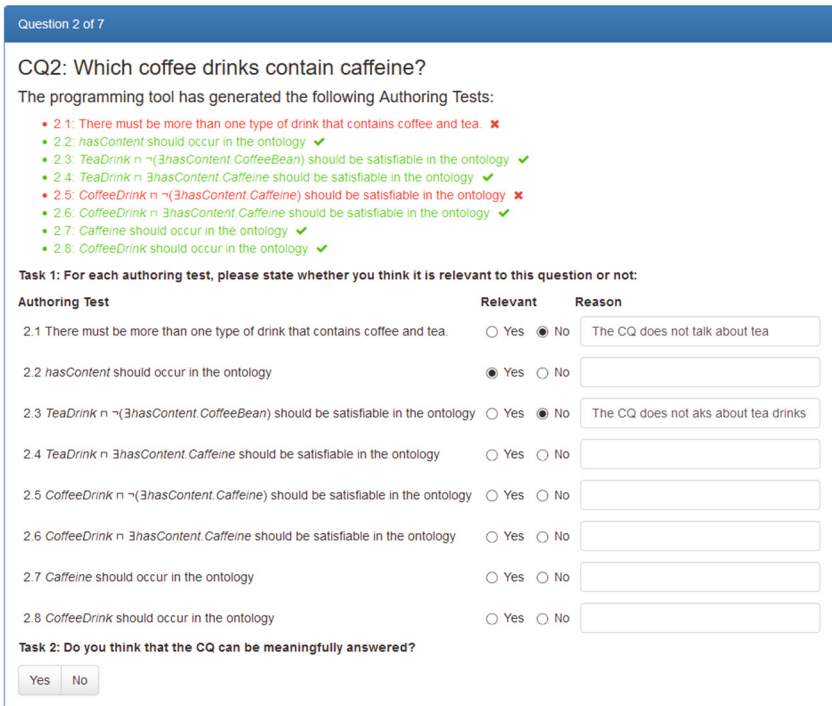 Question 2 of 7
CQ2: Which coffee drinks contain caffeine?
The programming tool has generated the following Authoring Tests:
• 2.1: There must be more than one type of drink that contains coffee and tea. ✖
• 2.2: hasContent should occur in the ontology ✔
• 2.3: TeaDrink ⊓ ¬(∃hasContent.CoffeeBean) should be satisfiable in the ontology ✔
• 2.4: TeaDrink ⊓ ∃hasContent.Caffeine should be satisfiable in the ontology ✔
• 2.5: CoffeeDrink ⊓ ¬(∃hasContent.Caffeine) should be satisfiable in the ontology ✖
• 2.6: CoffeeDrink ⊓ ∃hasContent.Caffeine should be satisfiable in the ontology ✔
• 2.7: Caffeine should occur in the ontology ✔
• 2.8: CoffeeDrink should occur in the ontology ✔
Task 1: For each authoring test, please state whether you think it is relevant to this question or not:
Authoring Test Relevant Reason
2.1 There must be more than one type of drink that contains coffee and tea. Yes No The CQ does not talk about tea
2.2 hasContent should occur in the ontology Yes No
2.3 TeaDrink ⊓ ¬(∃hasContent.CoffeeBean) should be satisfiable in the ontology Yes No The CQ does not aks about tea drinks
2.4 TeaDrink ⊓ ∃hasContent.Caffeine should be satisfiable in the ontology Yes No
2.5 CoffeeDrink ⊓ ¬(∃hasContent.Caffeine) should be satisfiable in the ontology Yes No
2.6 CoffeeDrink ⊓ ∃hasContent.Caffeine should be satisfiable in the ontology Yes No
2.7 Caffeine should occur in the ontology Yes No
2.8 CoffeeDrink should occur in the ontology Yes No
Task 2: Do you think that the CQ can be meaningfully answered?
Yes No